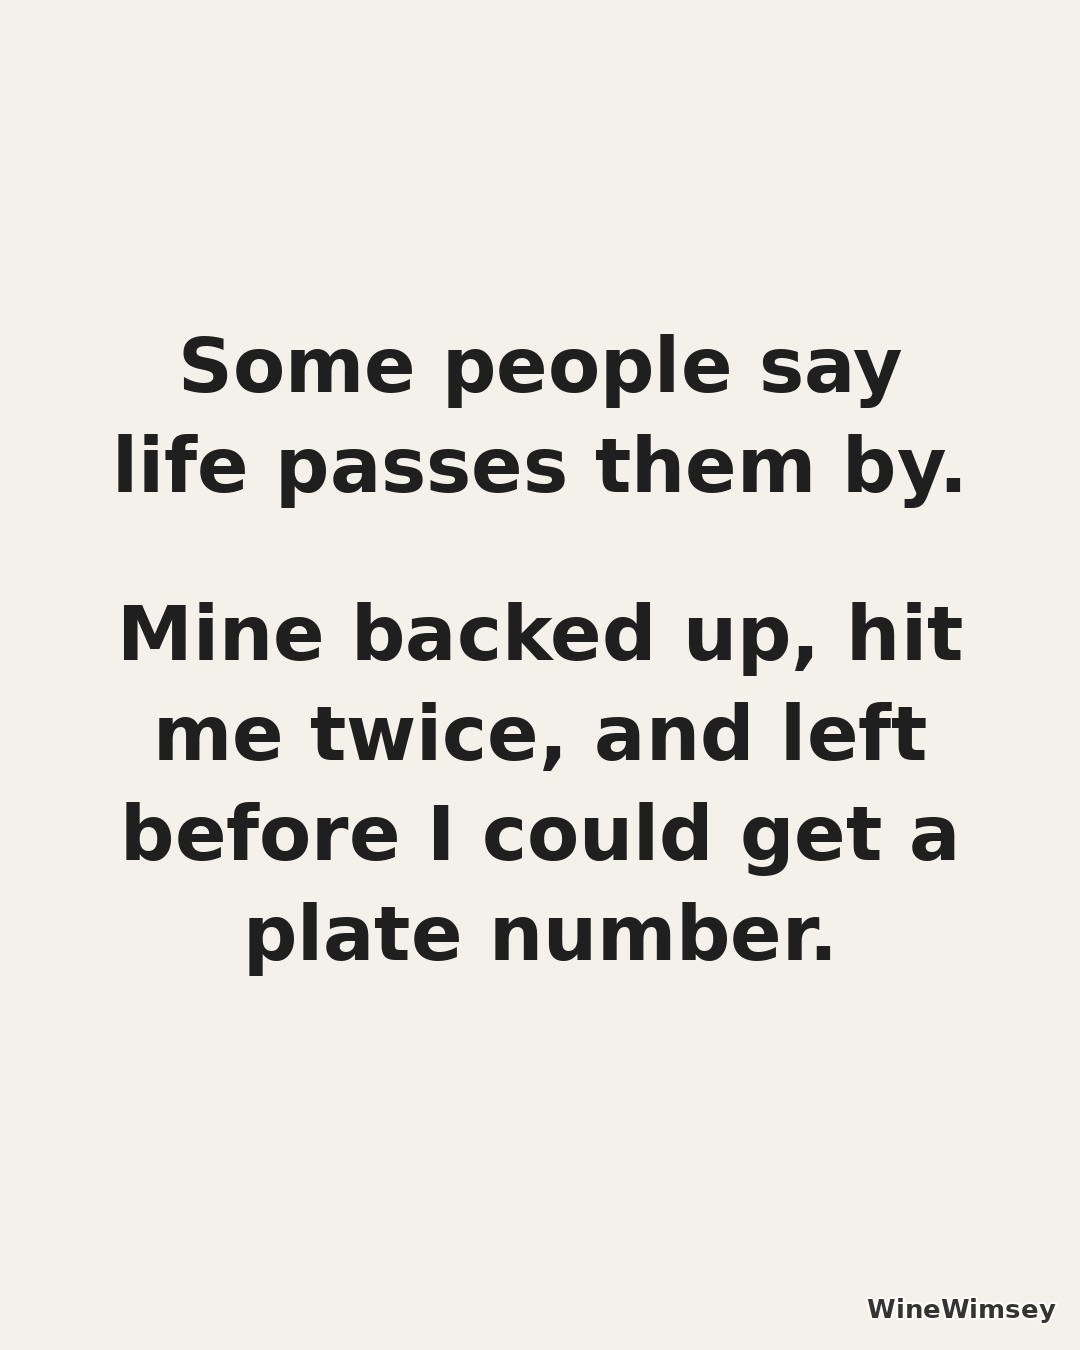 Some people say
life passes them by.
Mine backed up, hit
me twice, and left
before I could get a
plate number.
WineWimsey